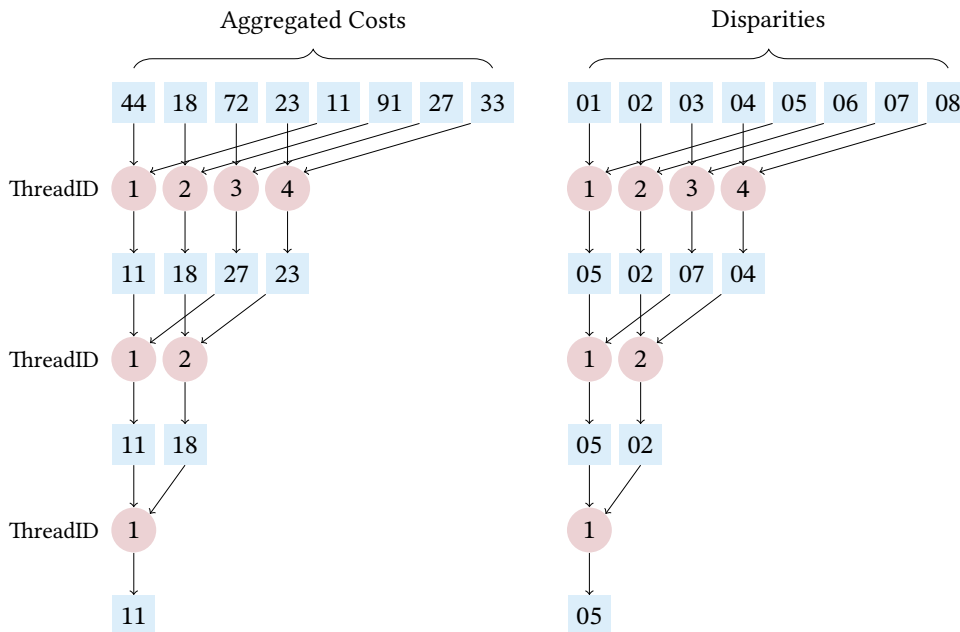 Aggregated Costs Disparities
44 18 72 23 11 91 27 33 01 02 03 04 05 06 07 08
ThreadID 1 2 3 4 1 2 3 4
11 18 27 23 05 02 07 04
ThreadID 1 2 1 2
11 18 05 02
ThreadID 1 1
11 05